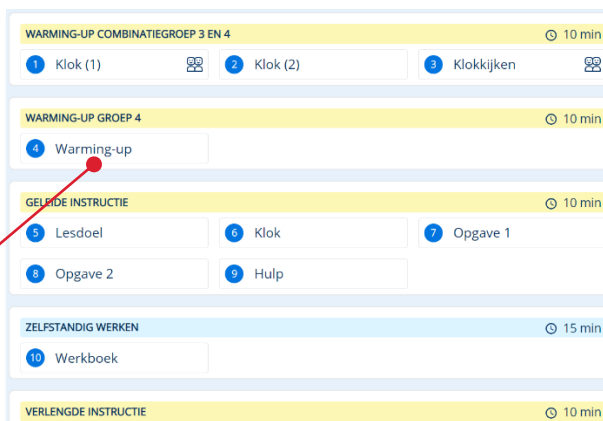 WARMING-UP COMBINATIEGROEP 3 EN 4 10 min
1 Klok (1) 2 Klok (2) 3 Klokkijken
WARMING-UP GROEP 4 10 min
4 Warming-up
GELEIDE INSTRUCTIE 10 min
5 Lesdoel 6 Klok 7 Opgave 1
8 Opgave 2 9 Hulp
ZELFSTANDIG WERKEN 15 min
10 Werkboek
VERLENGDE INSTRUCTIE 10 min